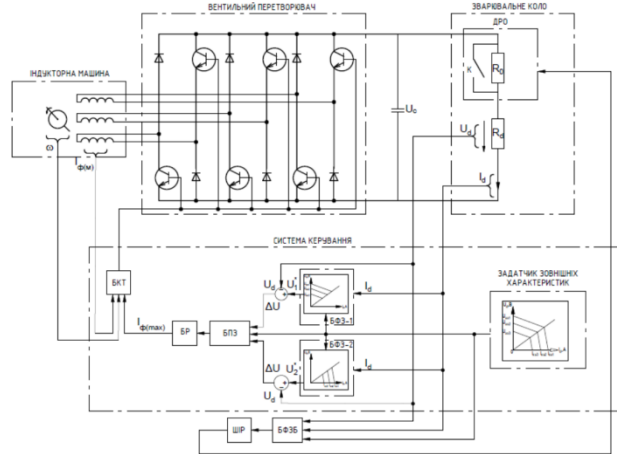 ВЕНТИЛЬНИЙ ПЕРЕТВОРЮВАЧ
ЗВАРЮВАЛЬНЕ КОЛО
ДРО
К
R₀
ІНДУКТОРНА МАШИНА
ω
Iф(м)
Uс
Ud
Rd
Id
СИСТЕМА КЕРУВАННЯ
БКТ
Ud
U₁*
Id
ΔU
БФЗ-1
ЗАДАТЧИК ЗОВНІШНІХ
ХАРАКТЕРИСТИК
Iф(max)
БР
БПЗ
БФЗ-2
ΔU
U₂*
Id
Ud
ШІР
БФЗБ